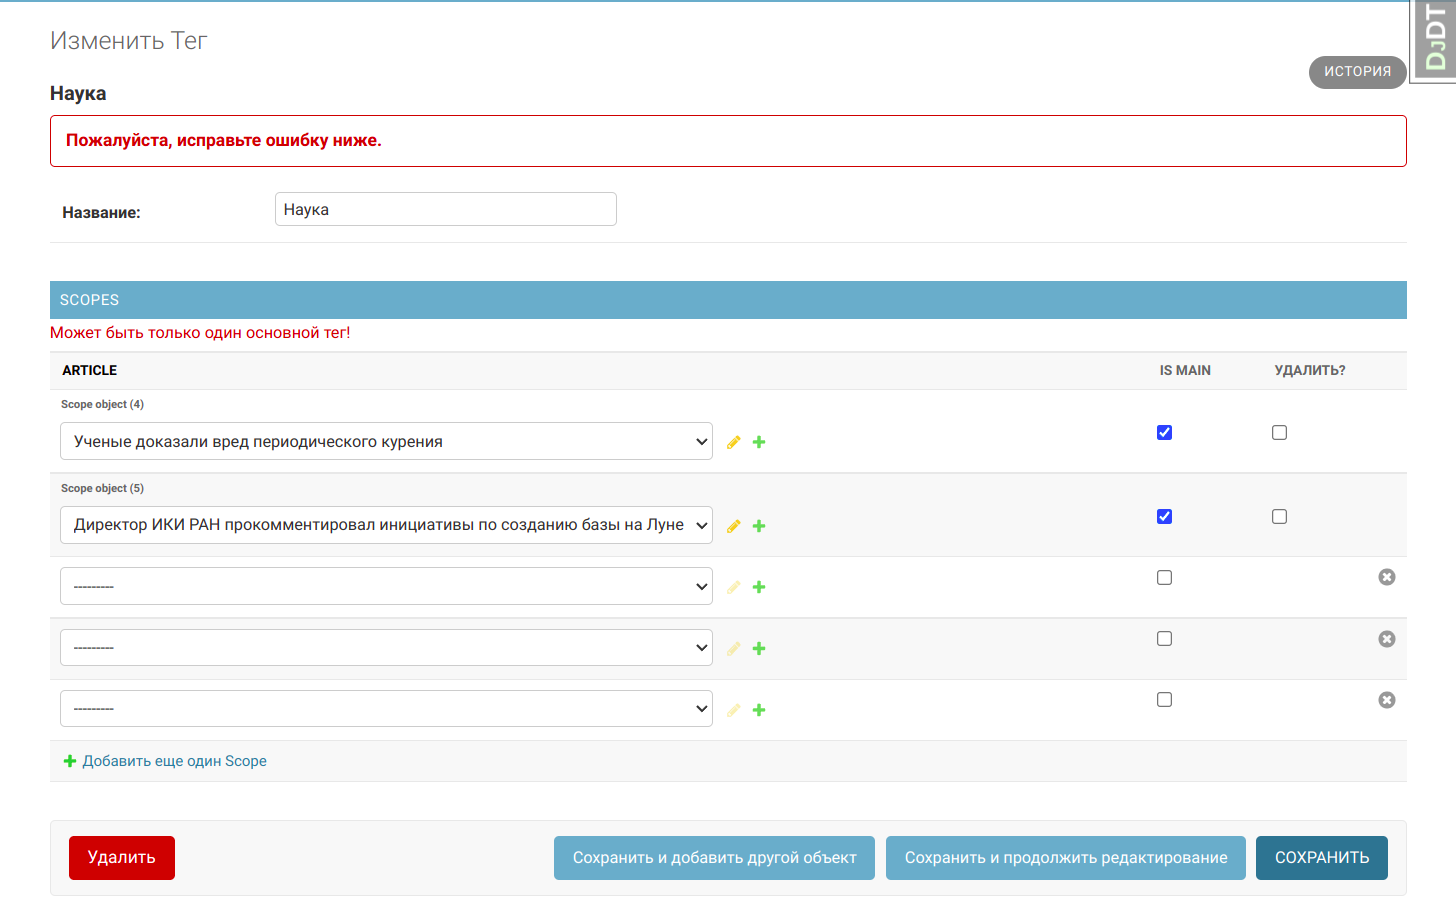 DJDT
Изменить Тег
ИСТОРИЯ
Наука
Пожалуйста, исправьте ошибку ниже.
Название: Наука
SCOPES
Может быть только один основной тег!
ARTICLE IS MAIN УДАЛИТЬ?
Scope object (4)
Ученые доказали вред периодического курения
Scope object (5)
Директор ИКИ РАН прокомментировал инициативы по созданию базы на Луне
---------
---------
---------
Добавить еще один Scope
Удалить Сохранить и добавить другой объект Сохранить и продолжить редактирование СОХРАНИТЬ